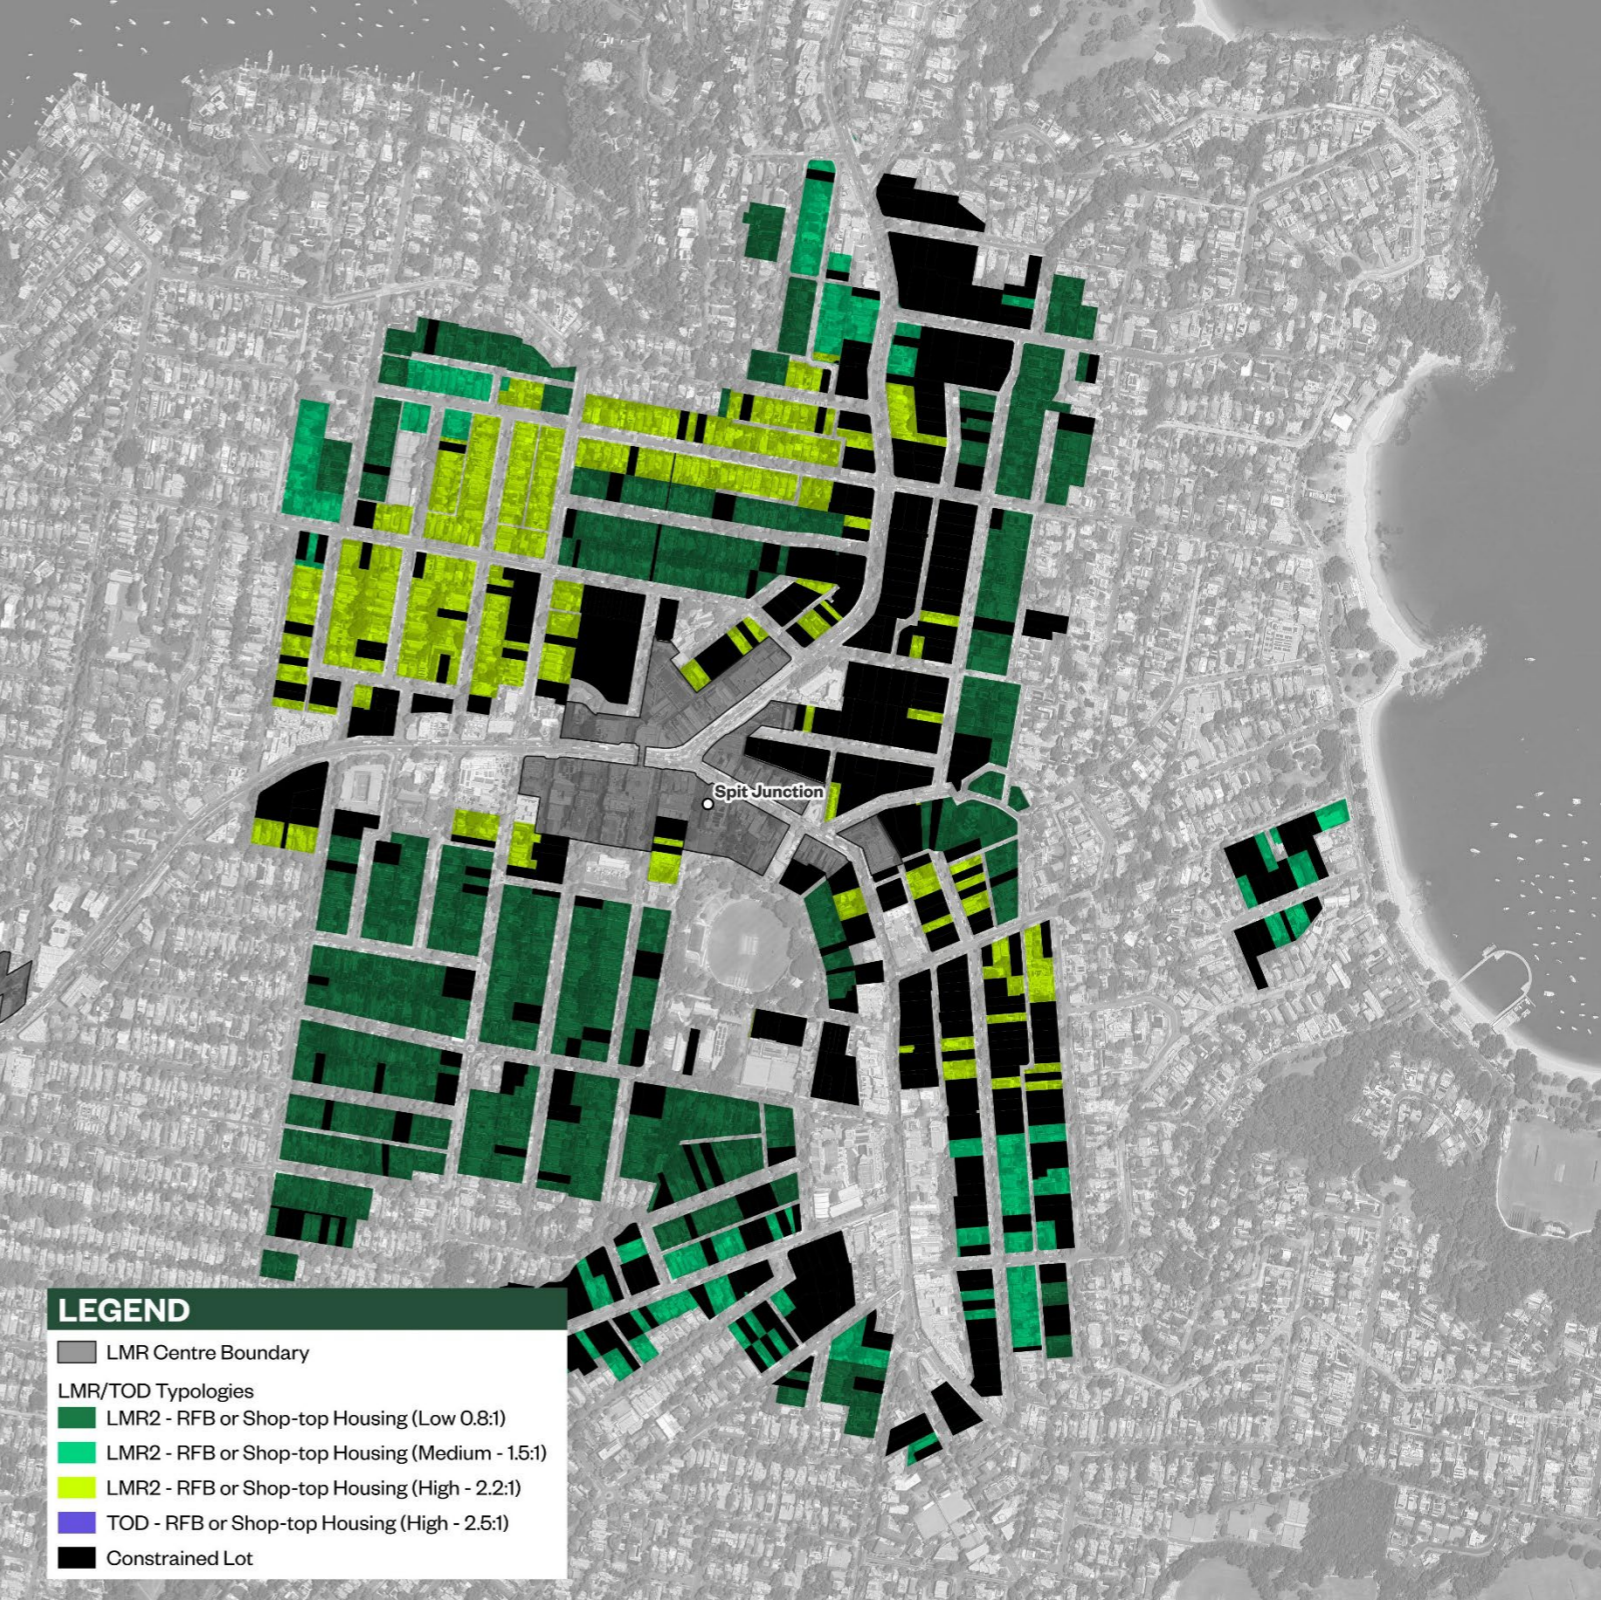 Spit Junction
LEGEND
LMR Centre Boundary
LMR/TOD Typologies
LMR2 - RFB or Shop-top Housing (Low 0.8:1)
LMR2 - RFB or Shop-top Housing (Medium - 1.5:1)
LMR2 - RFB or Shop-top Housing (High - 2.2:1)
TOD - RFB or Shop-top Housing (High - 2.5:1)
Constrained Lot